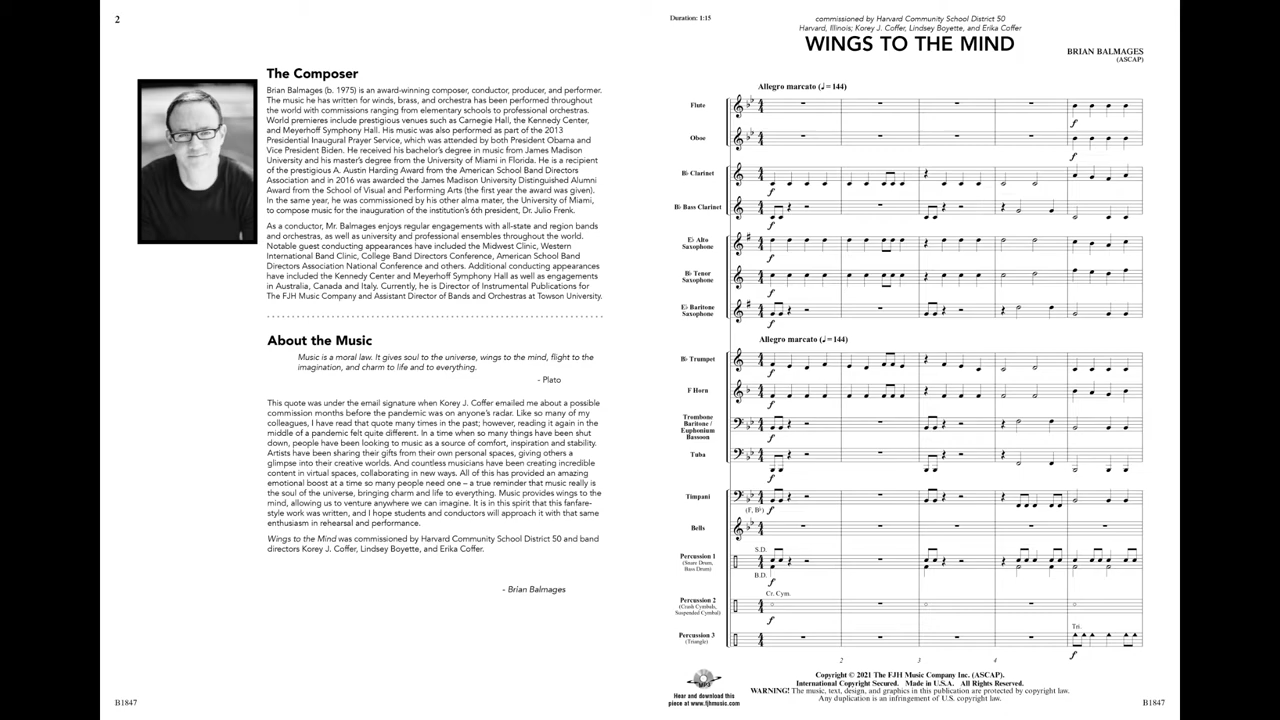 2
The Composer
Brian Balmages (b. 1975) is an award-winning composer, conductor, producer, and performer.
The music he has written for winds, brass, and orchestra has been performed throughout
the world with commissions ranging from elementary schools to professional orchestras.
World premieres include prestigious venues such as Carnegie Hall, the Kennedy Center,
and Meyerhoff Symphony Hall. His music was also performed as part of the 2013
Presidential Inaugural Prayer Service, which was attended by both President Obama and
Vice President Biden. He received his bachelor's degree in music from James Madison
University and his master's degree from the University of Miami in Florida. He is a recipient
of the prestigious A. Austin Harding Award from the American School Band Directors
Association and in 2016 was awarded the James Madison University Distinguished Alumni
Award from the School of Visual and Performing Arts (the first year the award was given).
In the same year, he was commissioned by his other alma mater, the University of Miami,
to compose music for the inauguration of the institution's 6th president, Dr. Julio Frenk.
As a conductor, Mr. Balmages enjoys regular engagements with all-state and region bands
and orchestras, as well as university and professional ensembles throughout the world.
Notable guest conducting appearances have included the Midwest Clinic, Western
International Band Clinic, College Band Directors Conference, American School Band
Directors Association National Conference and others. Additional conducting appearances
have included the Kennedy Center and Meyerhoff Symphony Hall as well as engagements
in Australia, Canada and Italy. Currently, he is Director of Instrumental Publications for
The FJH Music Company and Assistant Director of Bands and Orchestras at Towson University.
About the Music
Music is a moral law. It gives soul to the universe, wings to the mind, flight to the
imagination, and charm to life and to everything.
- Plato
This quote was under the email signature when Korey J. Coffer emailed me about a possible
commission months before the pandemic was on anyone's radar. Like so many of my
colleagues, I have read that quote many times in the past; however, reading it again in the
middle of a pandemic felt quite different. In a time when so many things have been shut
down, people have been looking to music as a source of comfort, inspiration and stability.
Artists have been sharing their gifts from their own personal spaces, giving others a
glimpse into their creative worlds. And countless musicians have been creating incredible
content in virtual spaces, collaborating in new ways. All of this has provided an amazing
emotional boost at a time so many people need one – a true reminder that music really is
the soul of the universe, bringing charm and life to everything. Music provides wings to the
mind, allowing us to venture anywhere we can imagine. It is in this spirit that this fanfare-
style work was written, and I hope students and conductors will approach it with that same
enthusiasm in rehearsal and performance.
Wings to the Mind was commissioned by Harvard Community School District 50 and band
directors Korey J. Coffer, Lindsey Boyette, and Erika Coffer.
- Brian Balmages
B1847
Duration: 1:15
commissioned by Harvard Community School District 50
Harvard, Illinois; Korey J. Coffer, Lindsey Boyette, and Erika Coffer
WINGS TO THE MIND
BRIAN BALMAGES
(ASCAP)
Allegro marcato (♩=144)
Flute
f
Oboe
f
B♭ Clarinet
f
B♭ Bass Clarinet
f
E♭ Alto
Saxophone
f
B♭ Tenor
Saxophone
f
E♭ Baritone
Saxophone
f
Allegro marcato (♩=144)
B♭ Trumpet
f
F Horn
f
Trombone
Baritone /
Euphonium
Bassoon
f
Tuba
f
Timpani
(F, B♭)
f
Bells
S.D.
Percussion 1
(Snare Drum,
Bass Drum)
B.D.
f
Cr. Cym.
Percussion 2
(Crash Cymbals,
Suspended Cymbal)
f
Tri.
Percussion 3
(Triangle)
f
2 3 4
MP3
Hear and download this
piece at www.fjhmusic.com
Copyright © 2021 The FJH Music Company Inc. (ASCAP).
International Copyright Secured. Made in U.S.A. All Rights Reserved.
WARNING! The music, text, design, and graphics in this publication are protected by copyright law.
Any duplication is an infringement of U.S. copyright law.
B1847